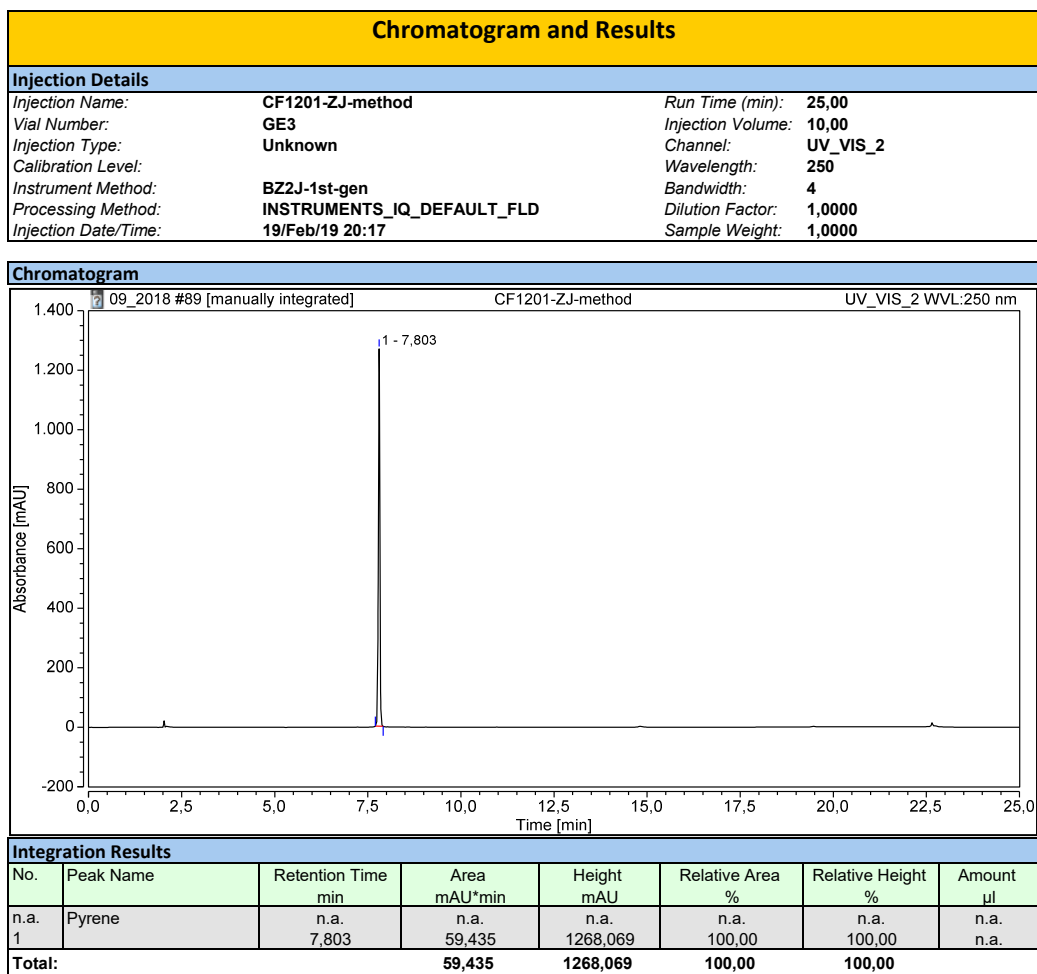 Chromatogram and Results
Injection Details
Injection Name: CF1201-ZJ-method Run Time (min): 25,00
Vial Number: GE3 Injection Volume: 10,00
Injection Type: Unknown Channel: UV_VIS_2
Calibration Level: Wavelength: 250
Instrument Method: BZ2J-1st-gen Bandwidth: 4
Processing Method: INSTRUMENTS_IQ_DEFAULT_FLD Dilution Factor: 1,0000
Injection Date/Time: 19/Feb/19 20:17 Sample Weight: 1,0000
Chromatogram
? 09_2018 #89 [manually integrated] CF1201-ZJ-method UV_VIS_2 WVL:250 nm
1.400
1 - 7,803
1.200
1.000
800
600
400
200
0
-200
Absorbance [mAU]
0,0 2,5 5,0 7,5 10,0 12,5 15,0 17,5 20,0 22,5 25,0
Time [min]
Integration Results
No. Peak Name Retention Time Area Height Relative Area Relative Height Amount
min mAU*min mAU % % µl
n.a. Pyrene n.a. n.a. n.a. n.a. n.a. n.a.
1 7,803 59,435 1268,069 100,00 100,00 n.a.
Total: 59,435 1268,069 100,00 100,00